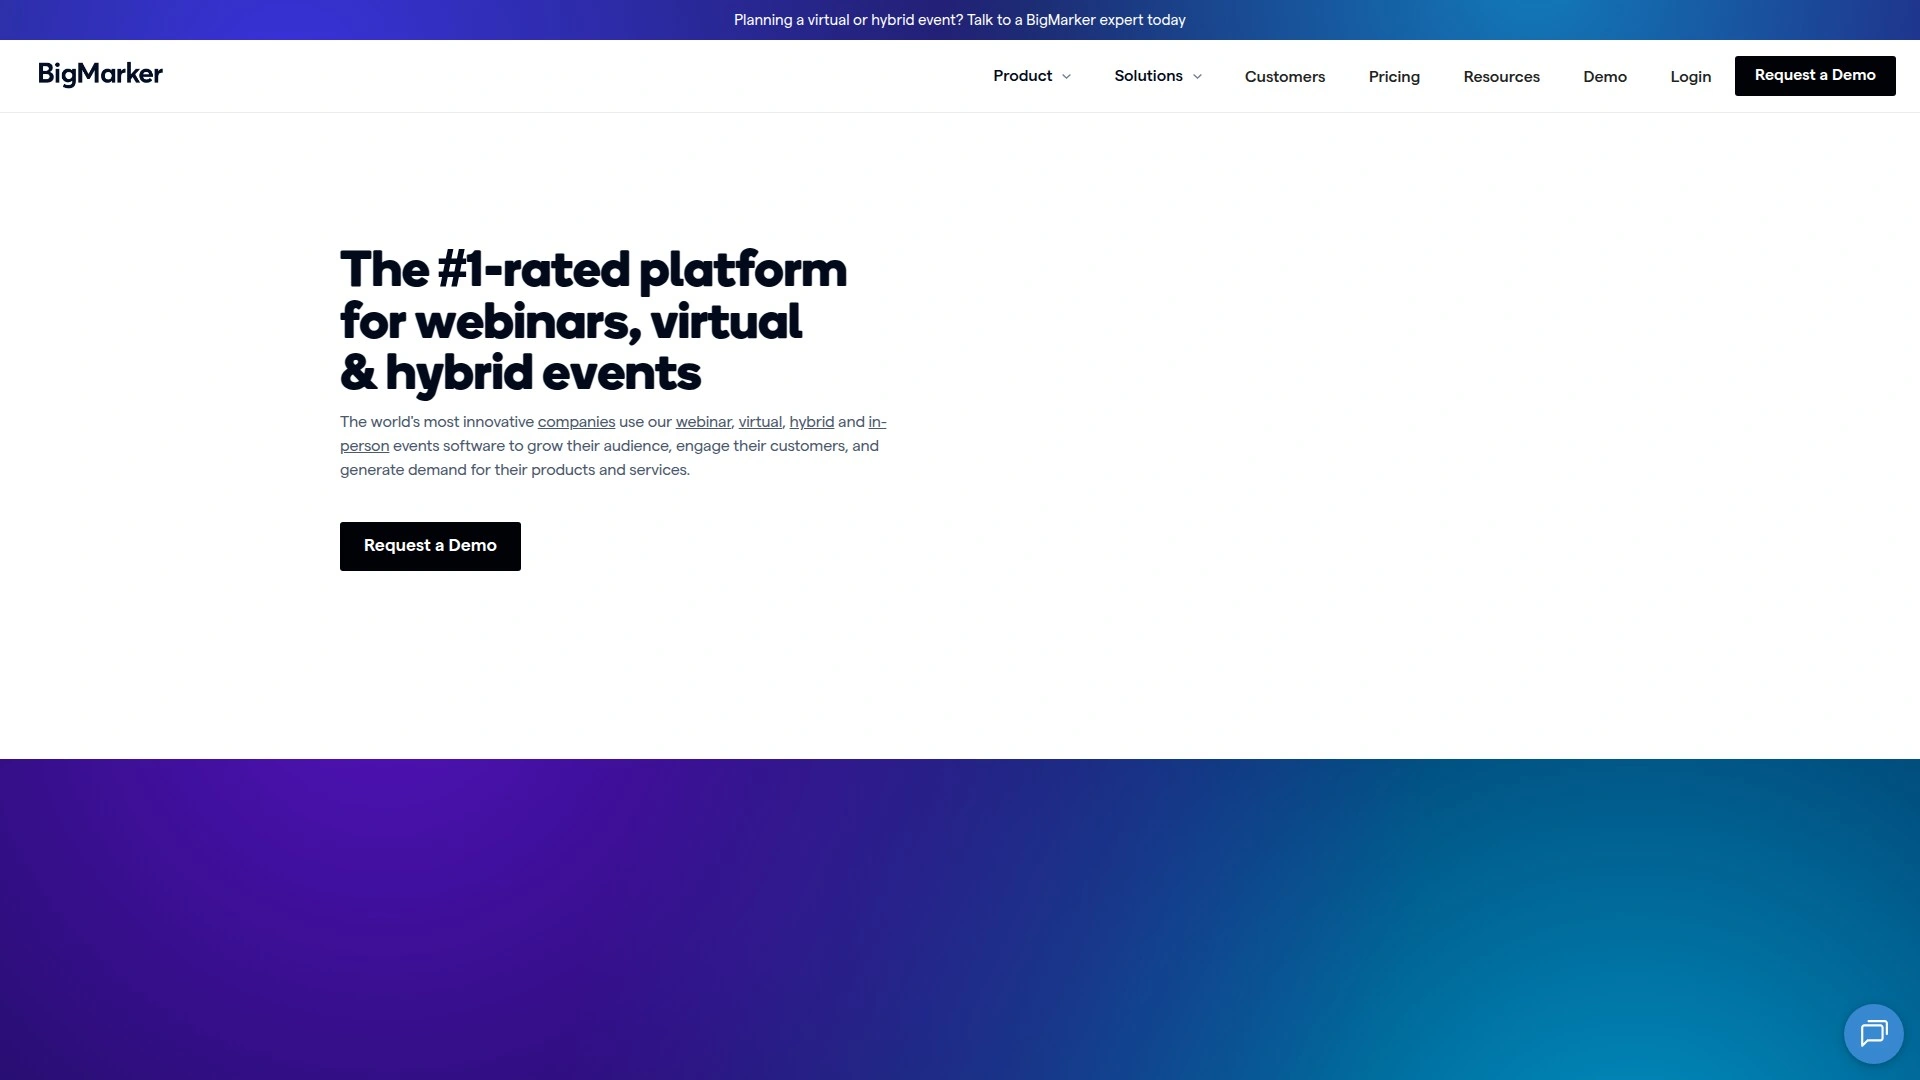 Planning a virtual or hybrid event? Talk to a BigMarker expert today
BigMarker
Product
Solutions
Customers
Pricing
Resources
Demo
Login
Request a Demo
The #1-rated platform
for webinars, virtual
& hybrid events
The world's most innovative companies use our webinar, virtual, hybrid and in-
person events software to grow their audience, engage their customers, and
generate demand for their products and services.
Request a Demo